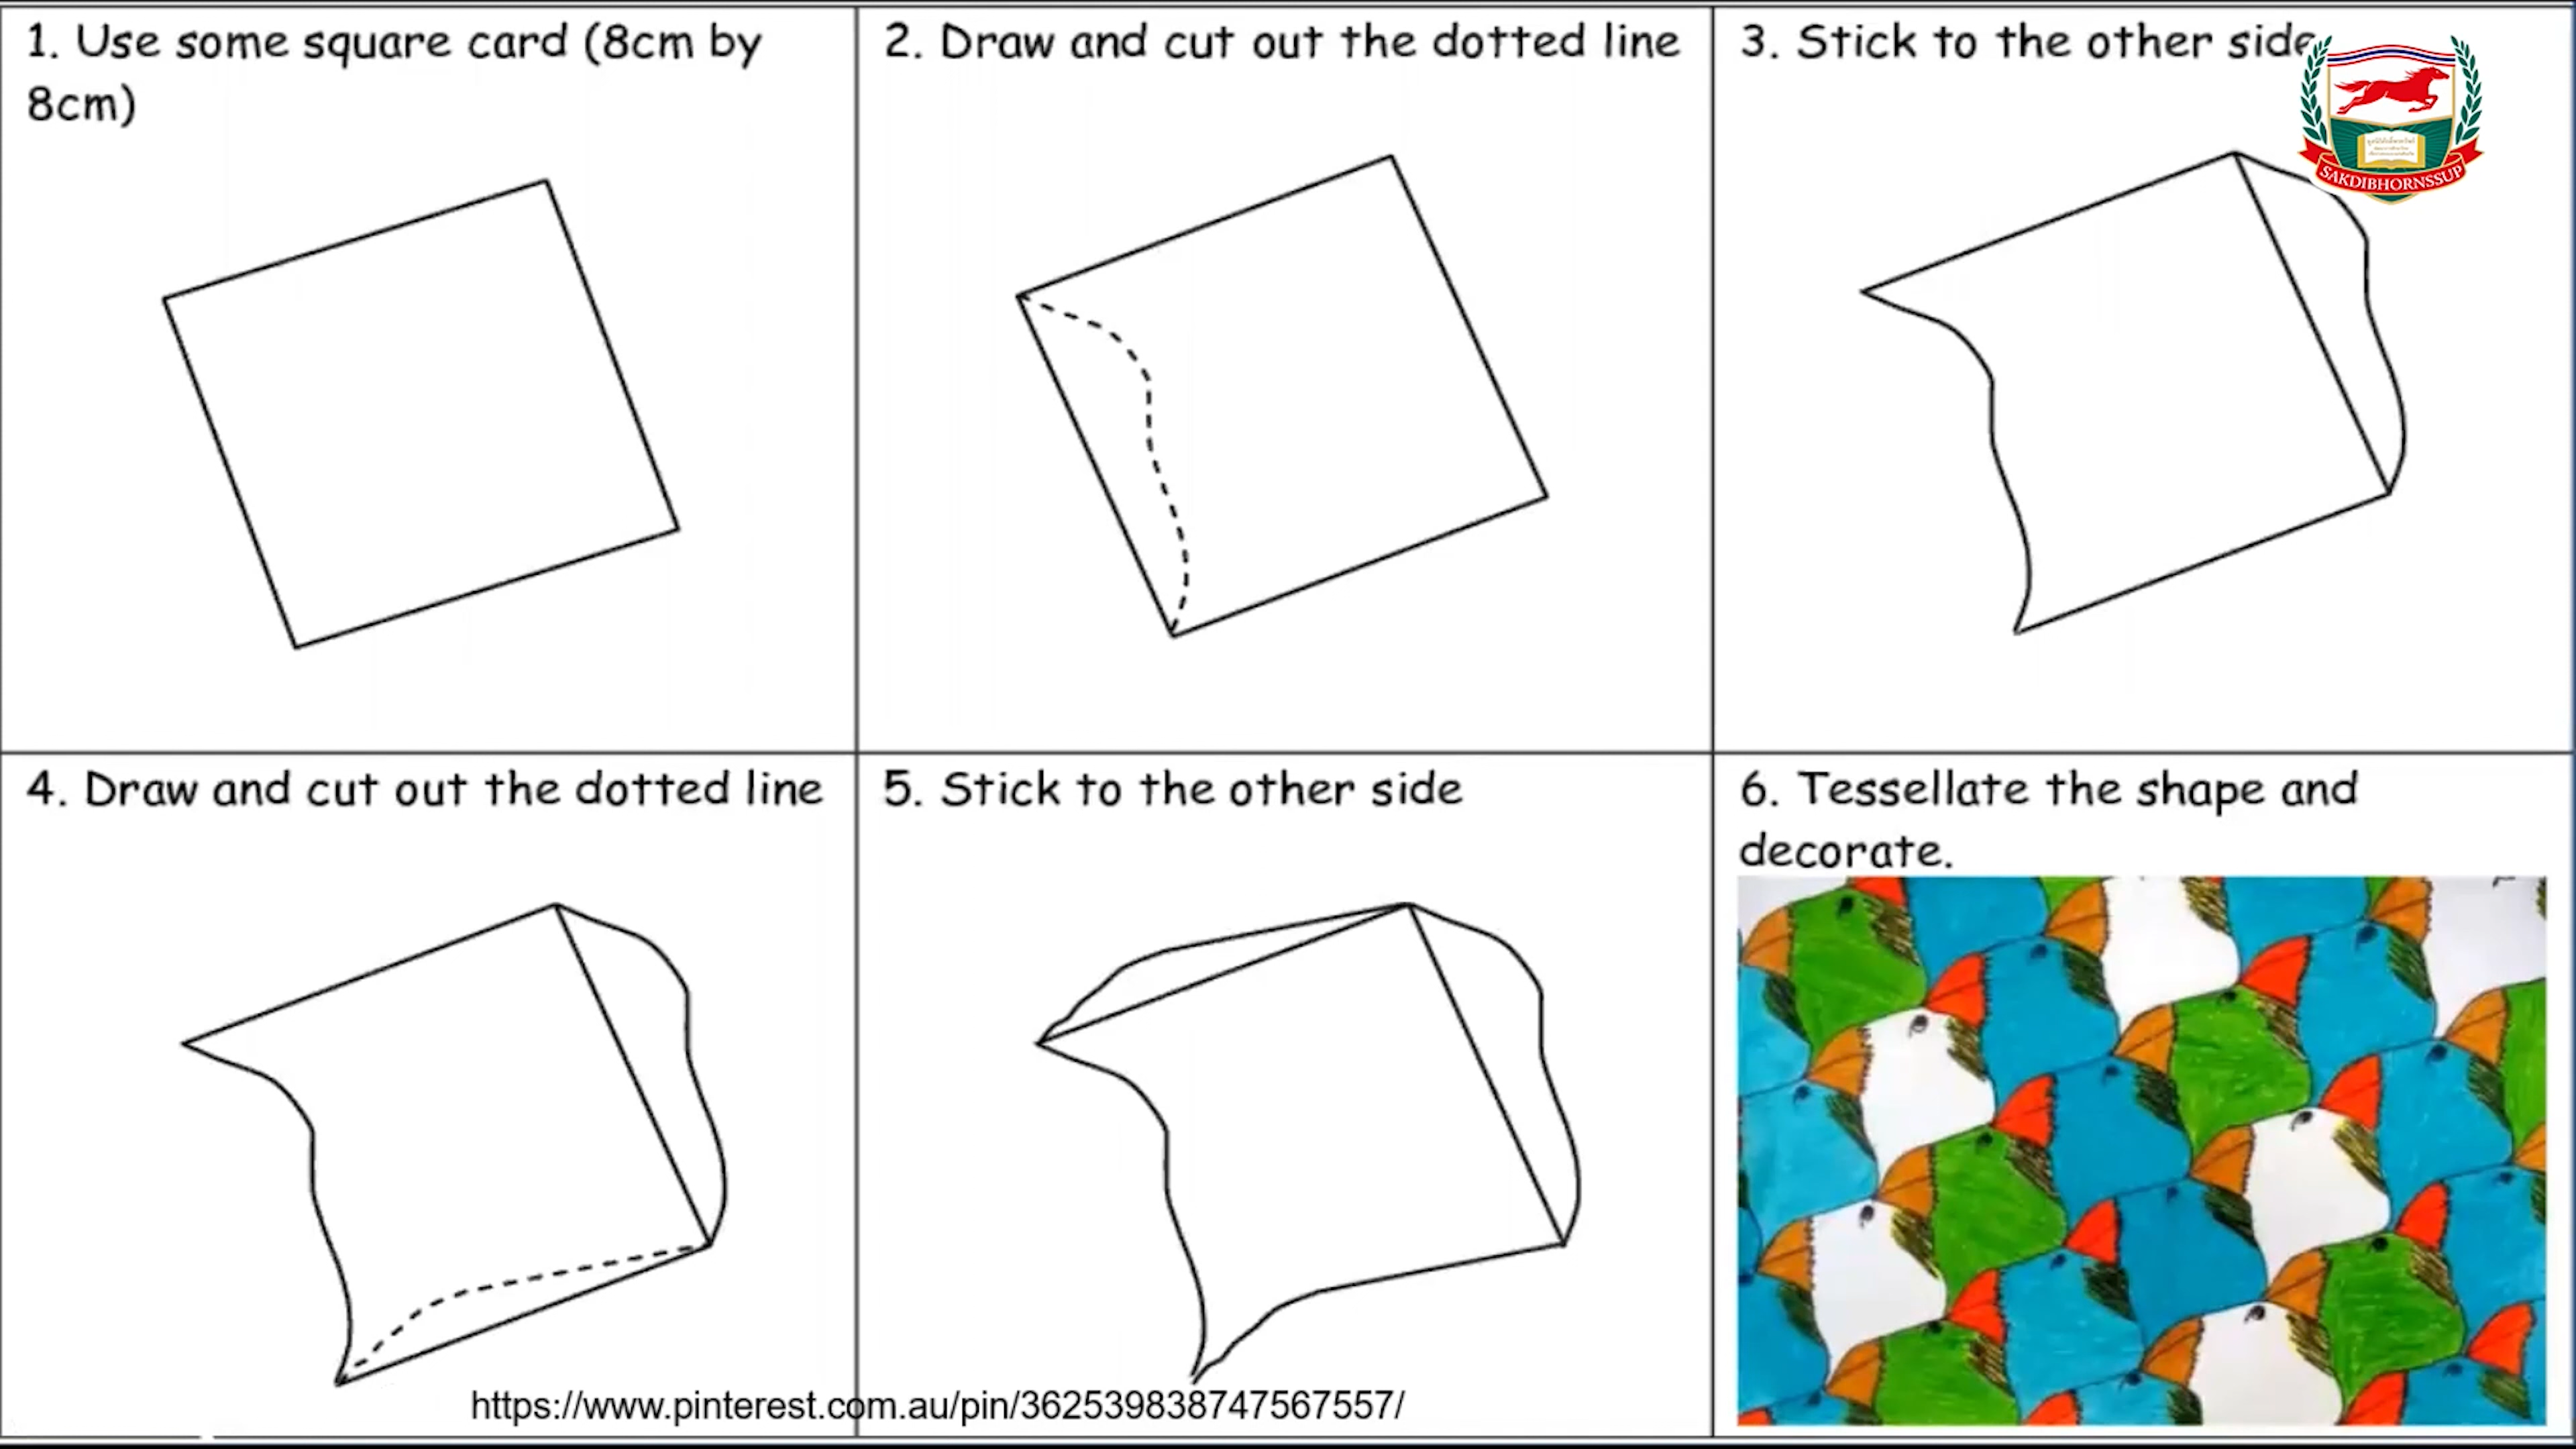 1. Use some square card (8cm by
8cm)
2. Draw and cut out the dotted line
3. Stick to the other side
SAKDIBHORNSSUP
4. Draw and cut out the dotted line
5. Stick to the other side
6. Tessellate the shape and
decorate.
https://www.pinterest.com.au/pin/362539838747567557/